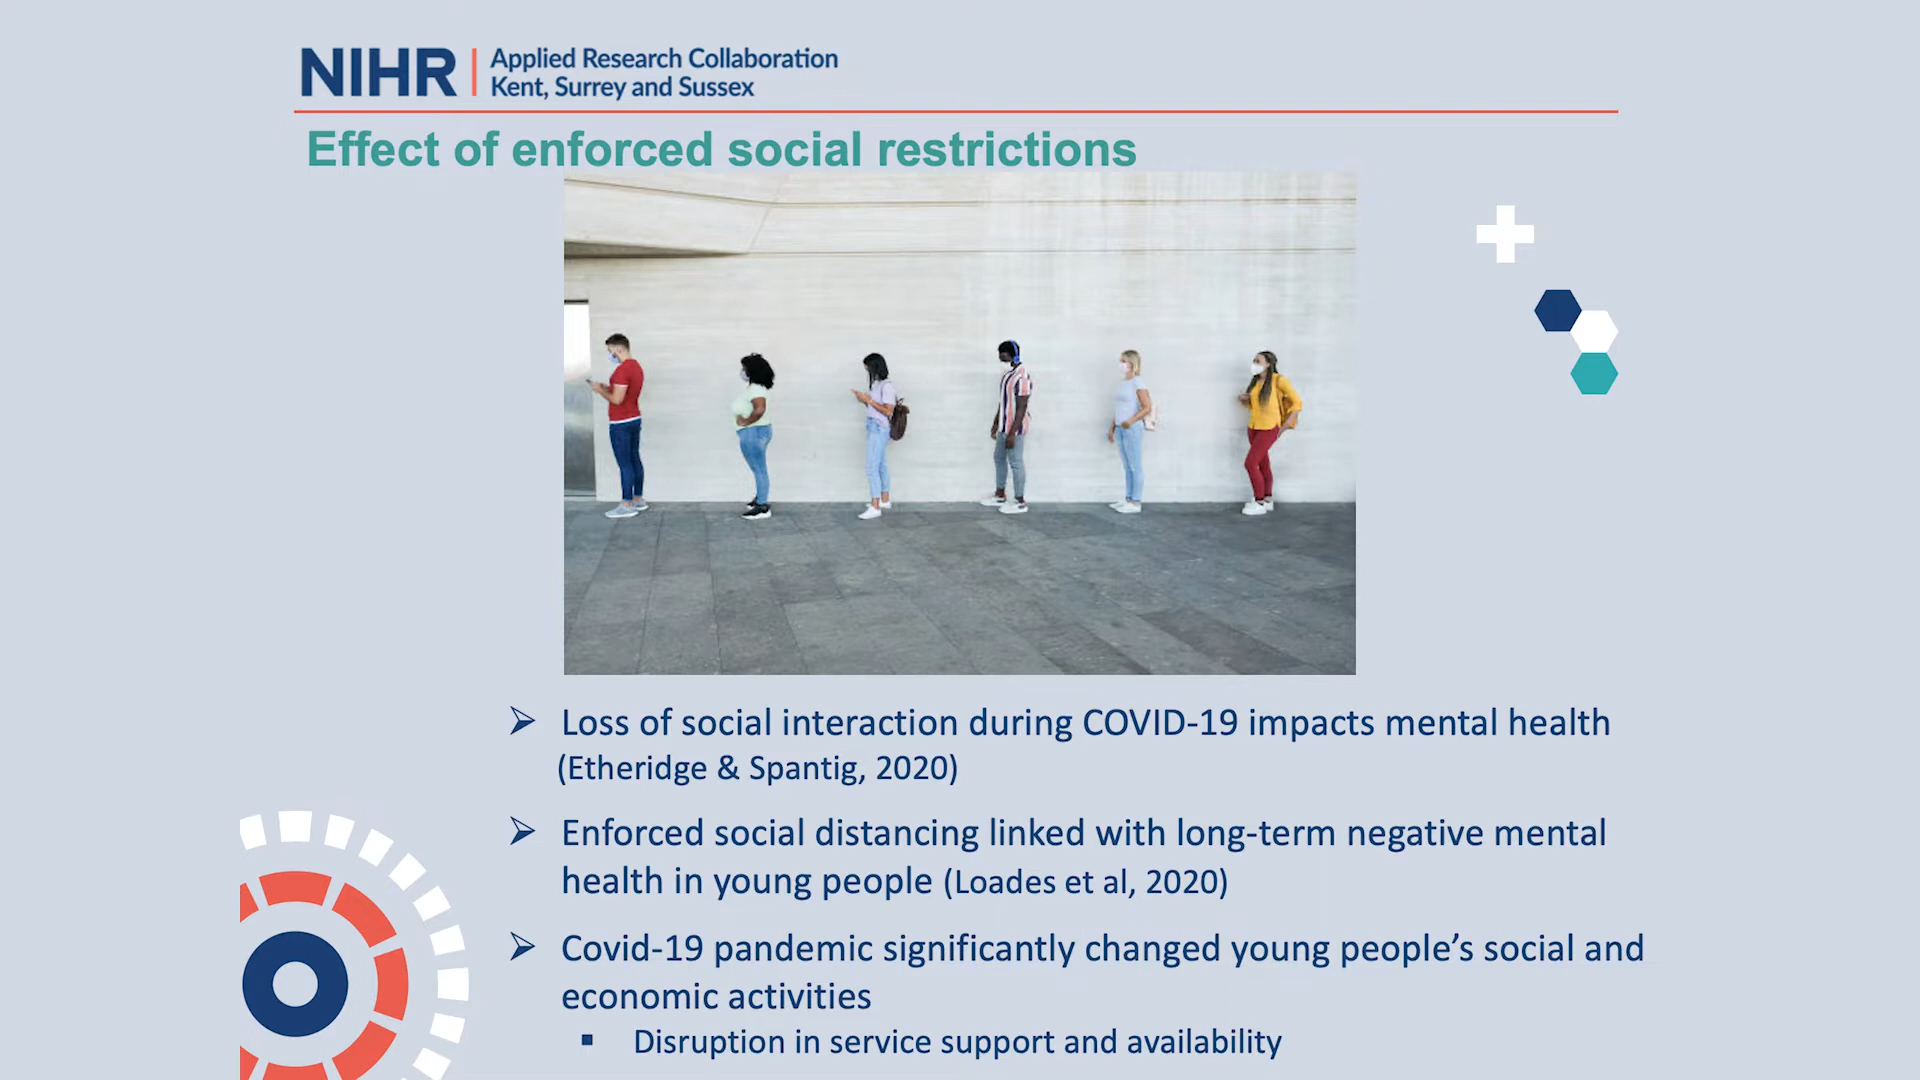 NIHR | Applied Research Collaboration
Kent, Surrey and Sussex
Effect of enforced social restrictions
➢ Loss of social interaction during COVID-19 impacts mental health
(Etheridge & Spantig, 2020)
➢ Enforced social distancing linked with long-term negative mental
health in young people (Loades et al, 2020)
➢ Covid-19 pandemic significantly changed young people’s social and
economic activities
▪ Disruption in service support and availability